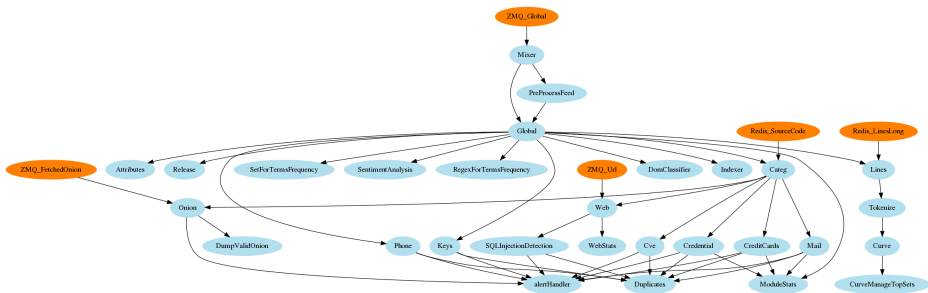 ZMQ_Global
Mixer
PreProcessFeed
Global
Redis_SourceCode
Redis_LinesLong
ZMQ_FetchedOnion
Attributes
Release
SetForTermsFrequency
SentimentAnalysis
RegexForTermsFrequency
ZMQ_Url
DomClassifier
Indexer
Categ
Lines
Onion
Web
Tokenize
DumpValidOnion
Phone
Keys
SQLInjectionDetection
WebStats
Cve
Credential
CreditCards
Mail
Curve
alertHandler
Duplicates
ModuleStats
CurveManageTopSets